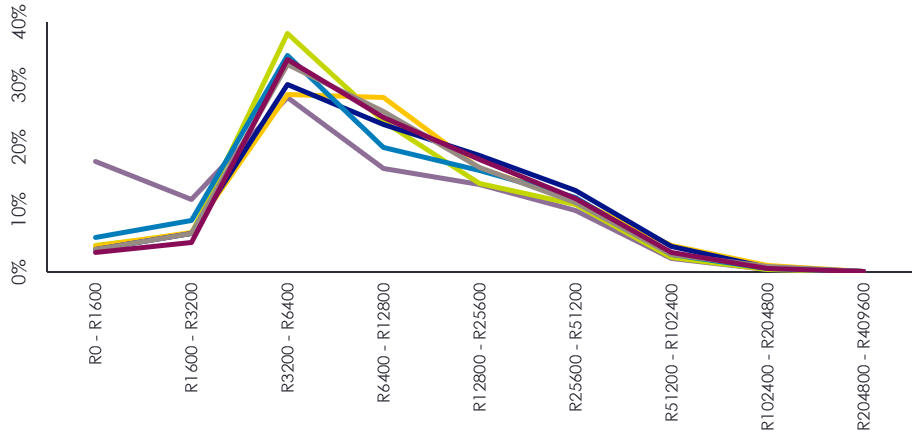 40%
30%
20%
10%
0%
R0 - R1600
R1600 - R3200
R3200 - R6400
R6400 - R12800
R12800 - R25600
R25600 - R51200
R51200 - R102400
R102400 - R204800
R204800 - R409600